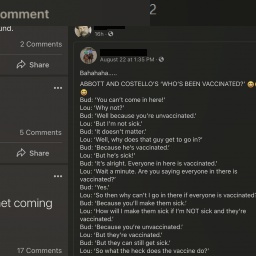 omment
2
und.
2 Comments
Share
5 Comments
Share
et coming
17 Comments
16h
August 22 at 1:35 PM
Bahahaha.....
ABBOTT AND COSTELLO'S 'WHO'S BEEN VACCINATED?' 😂
Bud: 'You can't come in here!'
Lou: 'Why not?'
Bud: 'Well because you're unvaccinated.'
Lou: 'But I'm not sick.'
Bud: 'It doesn't matter.'
Lou: 'Well, why does that guy get to go in?'
Bud: 'Because he's vaccinated.'
Lou: 'But he's sick!'
Bud: 'It's alright. Everyone in here is vaccinated.'
Lou: 'Wait a minute. Are you saying everyone in there is
vaccinated?'
Bud: 'Yes.'
Lou: 'So then why can't I go in there if everyone is vaccinated?'
Bud: 'Because you'll make them sick.'
Lou: 'How will I make them sick if I'm NOT sick and they're
vaccinated.'
Bud: 'Because you're unvaccinated.'
Lou: 'But they're vaccinated.'
Bud: 'But they can still get sick.'
Lou: 'So what the heck does the vaccine do?'